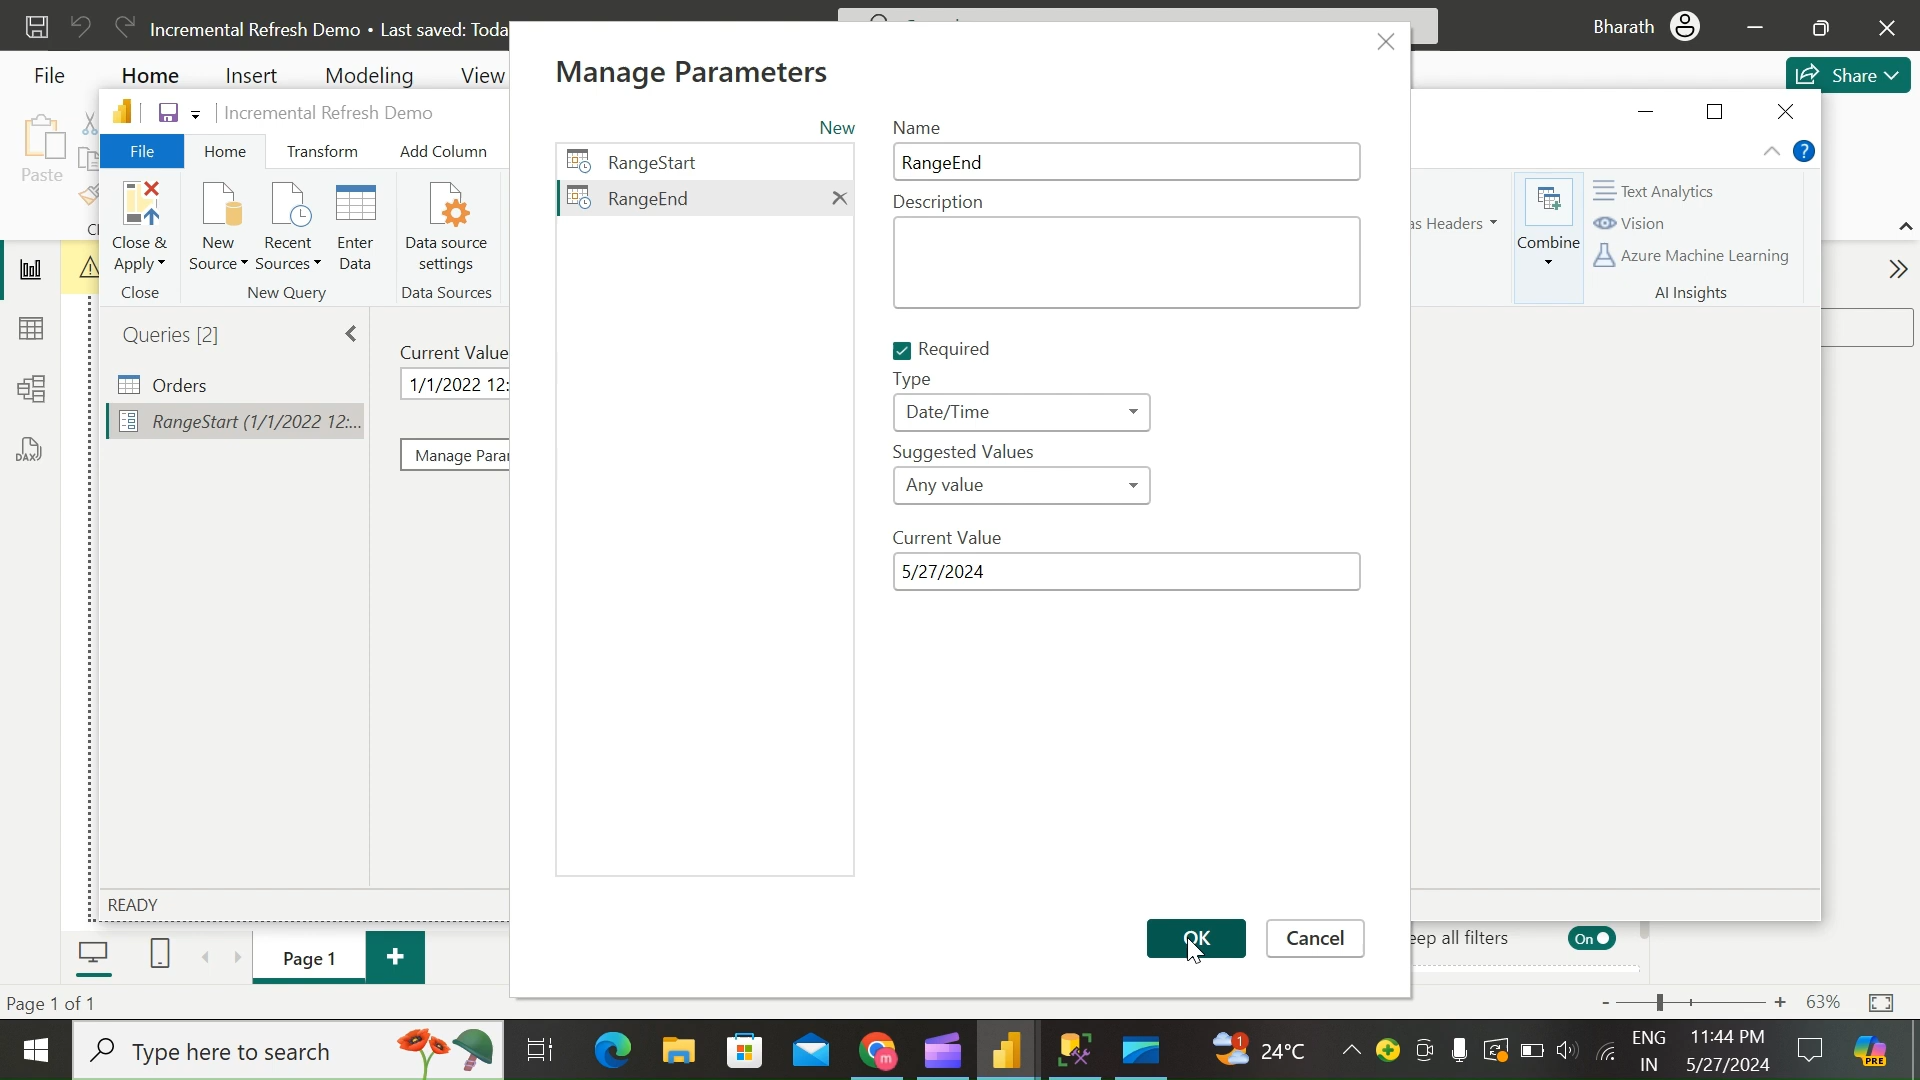 Incremental Refresh Demo • Last saved: Toda
Bharath
File Home Insert Modeling View
Share
Paste
Incremental Refresh Demo
File Home Transform Add Column
Close & Apply
New Source
Recent Sources
Enter Data
Data source settings
Close
New Query
Data Sources
Queries [2]
Orders
RangeStart (1/1/2022 12:...
Current Value
1/1/2022 12:
Manage Para
READY
Manage Parameters
New
RangeStart
RangeEnd
Name
RangeEnd
Description
Required
Type
Date/Time
Suggested Values
Any value
Current Value
5/27/2024
OK
Cancel
as Headers
Combine
Text Analytics
Vision
Azure Machine Learning
AI Insights
DAX
eep all filters
On
Page 1
Page 1 of 1
- + 63%
Type here to search
1
24°C
ENG
IN
11:44 PM
5/27/2024
PRE